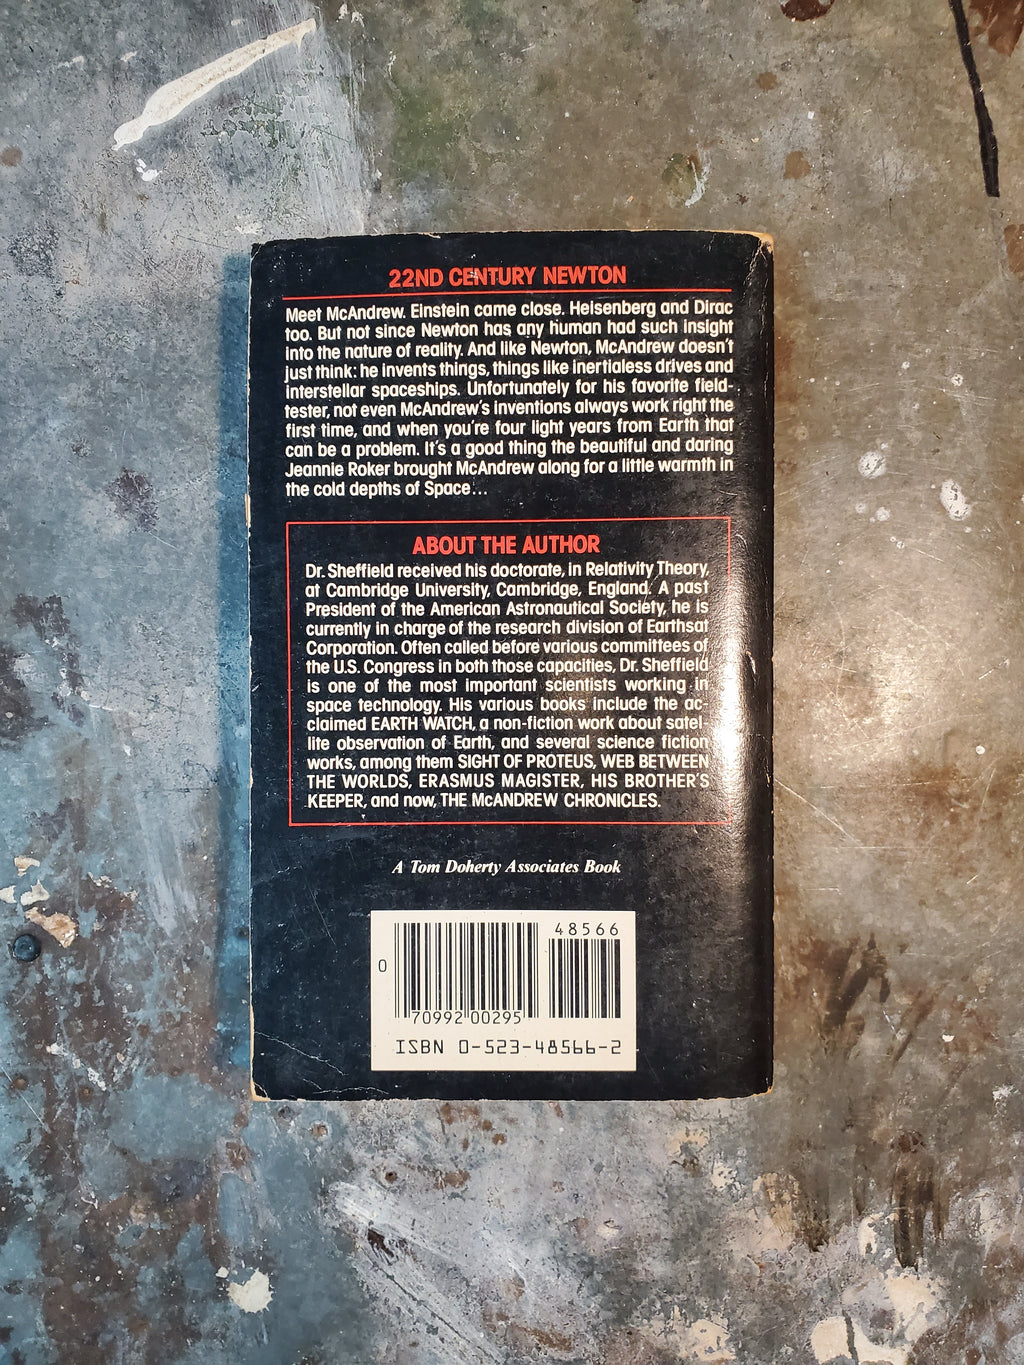 22ND CENTURY NEWTON
Meet McAndrew. Einstein came close. Heisenberg and Dirac
too. But not since Newton has any human had such insight
into the nature of reality. And like Newton, McAndrew doesn't
just think: he invents things, things like inertialess drives and
interstellar spaceships. Unfortunately for his favorite field-
tester, not even McAndrew's inventions always work right the
first time, and when you're four light years from Earth that
can be a problem. It's a good thing the beautiful and daring
Jeannie Roker brought McAndrew along for a little warmth in
the cold depths of Space...
ABOUT THE AUTHOR
Dr. Sheffield received his doctorate, in Relativity Theory,
at Cambridge University, Cambridge, England. A past
President of the American Astronautical Society, he is
currently in charge of the research division of Earthsat
Corporation. Often called before various committees of
the U.S. Congress in both those capacities, Dr. Sheffield
is one of the most important scientists working in
space technology. His various books include the ac-
claimed EARTH WATCH, a non-fiction work about satel-
lite observation of Earth, and several science fiction
works, among them SIGHT OF PROTEUS, WEB BETWEEN
THE WORLDS, ERASMUS MAGISTER, HIS BROTHER'S
KEEPER, and now, THE McANDREW CHRONICLES.
A Tom Doherty Associates Book
48566
0
70992 00295
ISBN 0-523-48566-2